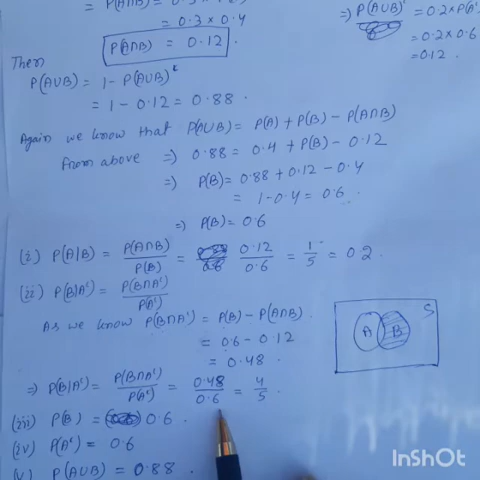 = P(A∩B) = 0.3 ×
= 0.3 × 0.4
P(A∩B) = 0.12
⇒ P(A∪B)' = 0.2 × P(A'
= 0.2 × 0.6
= 0.12.
Then
P(A∪B) = 1 - P(A∪B)ᶜ
= 1 - 0.12 = 0.88.
Again we know that P(A∪B) = P(A) + P(B) - P(A∩B)
from above ⇒ 0.88 = 0.4 + P(B) - 0.12
⇒ P(B) = 0.88 + 0.12 - 0.4
= 1 - 0.4 = 0.6.
⇒ P(B) = 0.6
(i) P(A|B) = P(A∩B)/P(B) = 0.12/0.6 = 1/5 = 0.2.
(ii) P(B|A') = P(B∩A')/P(A')
As we know P(B∩A') = P(B) - P(A∩B).
= 0.6 - 0.12
= 0.48.
S
A B
⇒ P(B|A') = P(B∩A')/P(A') = 0.48/0.6 = 4/5.
(iii) P(B) = 0.6.
(iv) P(A') = 0.6
(v) P(A∪B) = 0.88.
InShOt